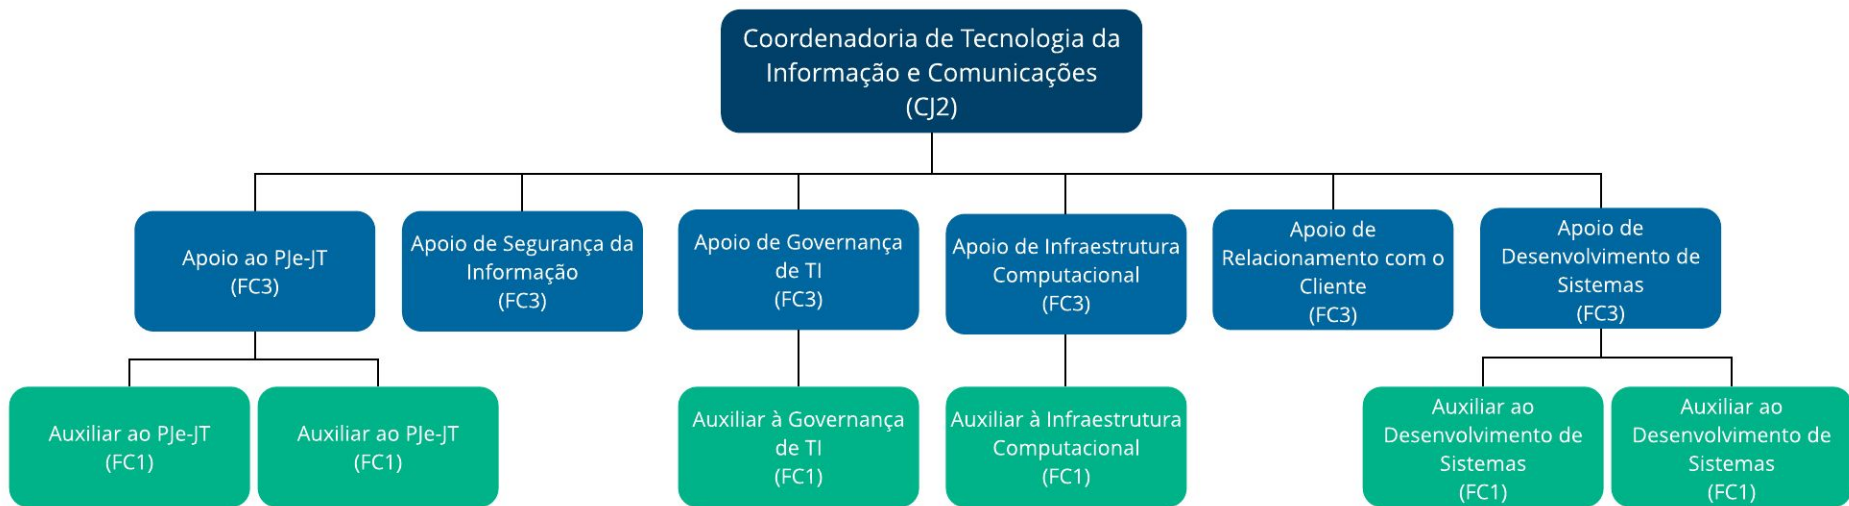 Coordenadoria de Tecnologia da
Informação e Comunicações
(CJ2)
Apoio ao PJe-JT
(FC3)
Apoio de Segurança da
Informação
(FC3)
Apoio de Governança
de TI
(FC3)
Apoio de Infraestrutura
Computacional
(FC3)
Apoio de
Relacionamento com o
Cliente
(FC3)
Apoio de
Desenvolvimento de
Sistemas
(FC3)
Auxiliar ao PJe-JT
(FC1)
Auxiliar ao PJe-JT
(FC1)
Auxiliar à Governança
de TI
(FC1)
Auxiliar à Infraestrutura
Computacional
(FC1)
Auxiliar ao
Desenvolvimento de
Sistemas
(FC1)
Auxiliar ao
Desenvolvimento de
Sistemas
(FC1)